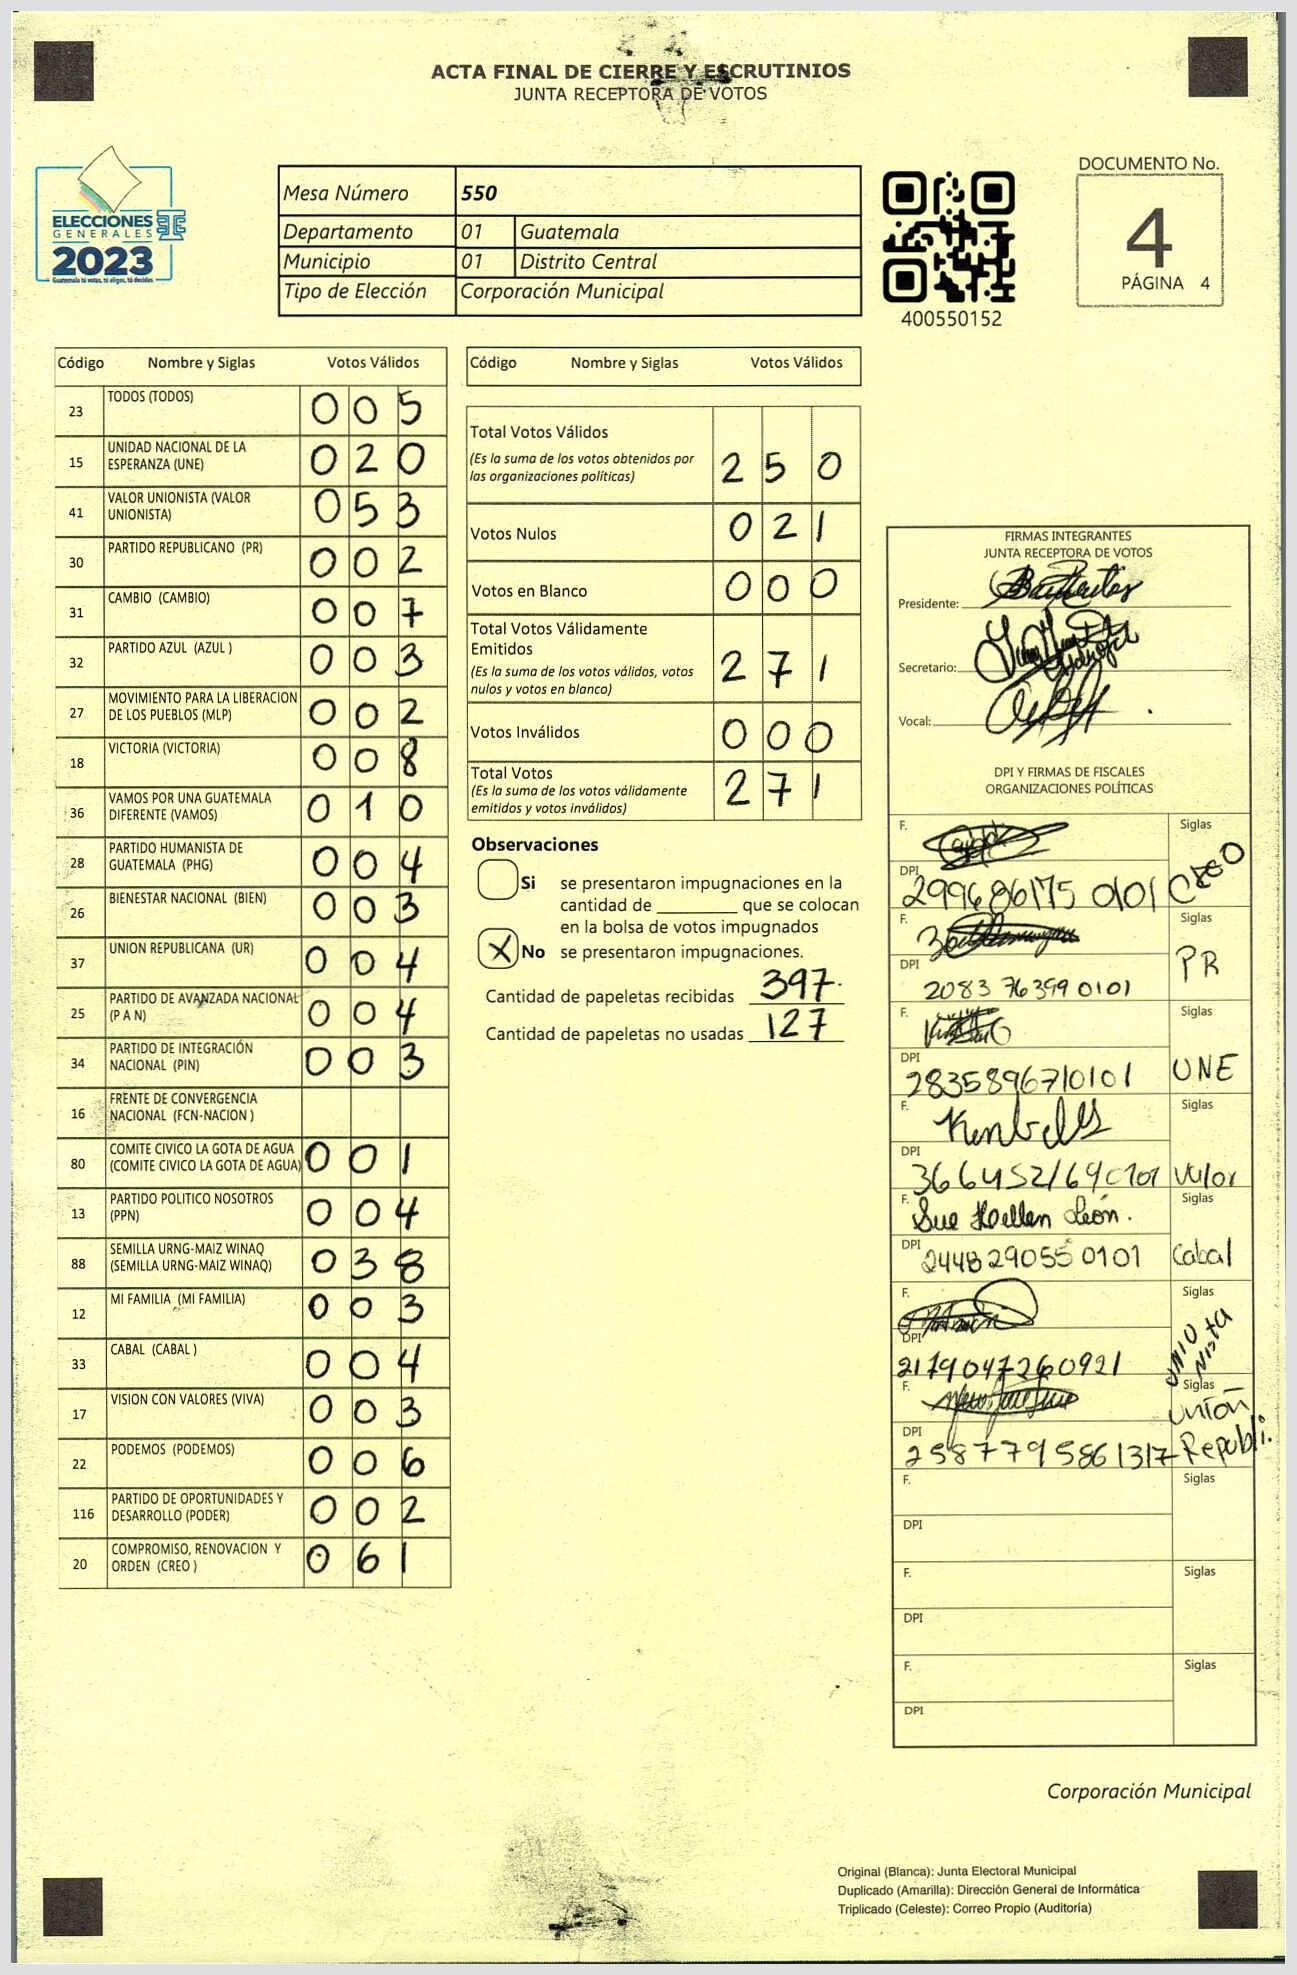 ACTA FINAL DE CIERRE Y ESCRUTINIOS
JUNTA RECEPTORA DE VOTOS
ELECCIONES
GENERALES
2023
Guatemala tú votas, tú eliges, tú decides
Mesa Número 550
Departamento 01 Guatemala
Municipio 01 Distrito Central
Tipo de Elección Corporación Municipal
400550152
DOCUMENTO No.
4
PÁGINA 4
Código Nombre y Siglas Votos Válidos
23 TODOS (TODOS) 0 0 5
15 UNIDAD NACIONAL DE LA ESPERANZA (UNE) 0 2 0
41 VALOR UNIONISTA (VALOR UNIONISTA) 0 5 3
30 PARTIDO REPUBLICANO (PR) 0 0 2
31 CAMBIO (CAMBIO) 0 0 7
32 PARTIDO AZUL (AZUL ) 0 0 3
27 MOVIMIENTO PARA LA LIBERACION DE LOS PUEBLOS (MLP) 0 0 2
18 VICTORIA (VICTORIA) 0 0 8
36 VAMOS POR UNA GUATEMALA DIFERENTE (VAMOS) 0 1 0
28 PARTIDO HUMANISTA DE GUATEMALA (PHG) 0 0 4
26 BIENESTAR NACIONAL (BIEN) 0 0 3
37 UNION REPUBLICANA (UR) 0 0 4
25 PARTIDO DE AVANZADA NACIONAL (P A N) 0 0 4
34 PARTIDO DE INTEGRACIÓN NACIONAL (PIN) 0 0 3
16 FRENTE DE CONVERGENCIA NACIONAL (FCN-NACION )
80 COMITE CIVICO LA GOTA DE AGUA (COMITE CIVICO LA GOTA DE AGUA) 0 0 1
13 PARTIDO POLITICO NOSOTROS (PPN) 0 0 4
88 SEMILLA URNG-MAIZ WINAQ (SEMILLA URNG-MAIZ WINAQ) 0 3 8
12 MI FAMILIA (MI FAMILIA) 0 0 3
33 CABAL (CABAL ) 0 0 4
17 VISION CON VALORES (VIVA) 0 0 3
22 PODEMOS (PODEMOS) 0 0 6
116 PARTIDO DE OPORTUNIDADES Y DESARROLLO (PODER) 0 0 2
20 COMPROMISO, RENOVACION Y ORDEN (CREO ) 0 6 1
Código Nombre y Siglas Votos Válidos
Total Votos Válidos 2 5 0
(Es la suma de los votos obtenidos por
las organizaciones políticas)
Votos Nulos 0 2 1
Votos en Blanco 0 0 0
Total Votos Válidamente
Emitidos 2 7 1
(Es la suma de los votos válidos, votos
nulos y votos en blanco)
Votos Inválidos 0 0 0
Total Votos 2 7 1
(Es la suma de los votos válidamente
emitidos y votos inválidos)
Observaciones
Si se presentaron impugnaciones en la
cantidad de ________ que se colocan
en la bolsa de votos impugnados
X No se presentaron impugnaciones.
Cantidad de papeletas recibidas 397
Cantidad de papeletas no usadas 127
FIRMAS INTEGRANTES
JUNTA RECEPTORA DE VOTOS
Presidente:
Secretario:
Vocal:
DPI Y FIRMAS DE FISCALES
ORGANIZACIONES POLÍTICAS
F. Siglas
DPI 299686175 0101 CREO
F. Siglas
DPI 2083 76399 0101 PR
F. Siglas
DPI 2835896710101 UNE
F. Siglas
DPI Valor
F. Sue Hellen León. Siglas
DPI 2448 29055 0101 Cabal
F. Siglas
DPI 2179047260921 UNIONISTA
F. Siglas
DPI 2587795861317 Unión Republi.
F. Siglas
DPI
F. Siglas
DPI
F. Siglas
DPI
Corporación Municipal
Original (Blanca): Junta Electoral Municipal
Duplicado (Amarilla): Dirección General de Informática
Triplicado (Celeste): Correo Propio (Auditoría)